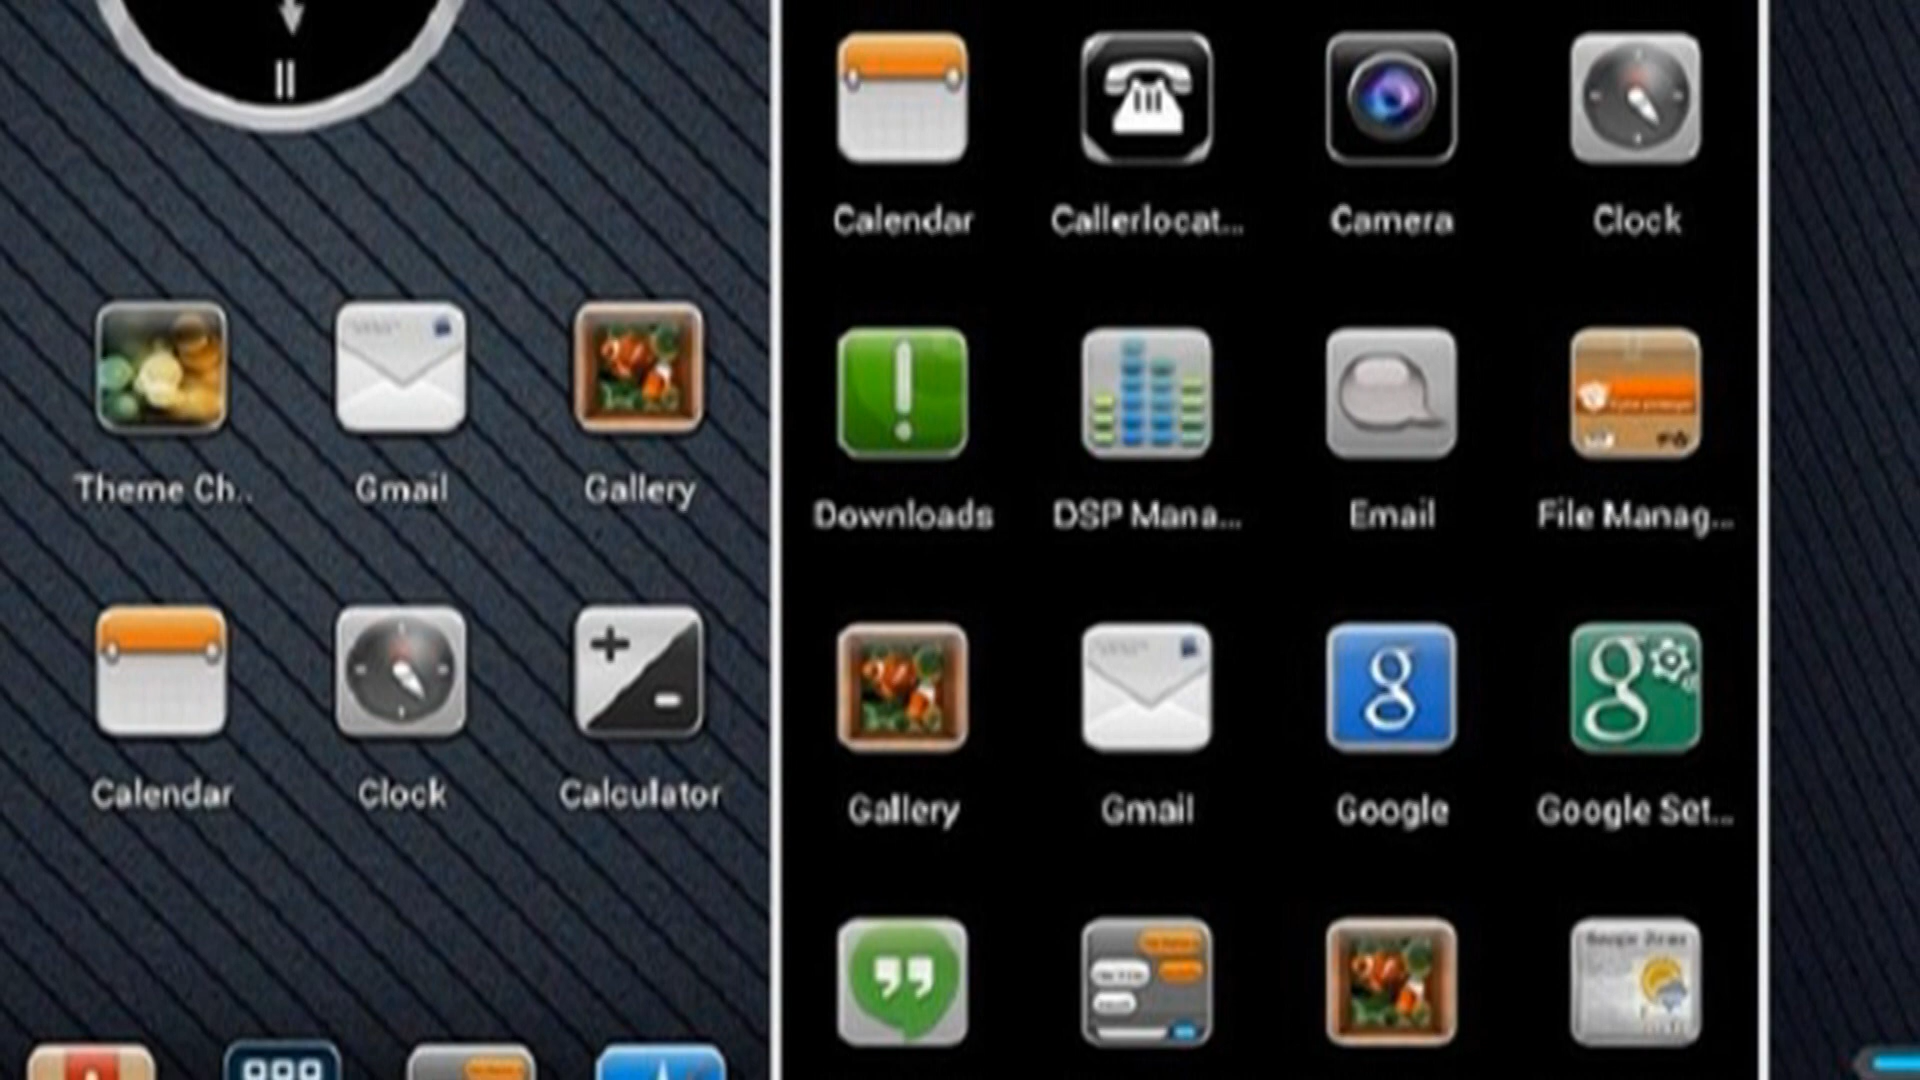 Theme Ch..
Gmail
Gallery
Calendar
Clock
Calculator
Calendar
Callerlocat...
Camera
Clock
Downloads
DSP Mana...
Email
File Manag...
Gallery
Gmail
Google
Google Set...